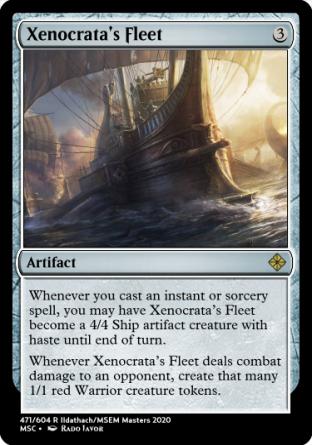 Xenocrata's Fleet 3
Artifact
Whenever you cast an instant or sorcery
spell, you may have Xenocrata's Fleet
become a 4/4 Ship artifact creature with
haste until end of turn.
Whenever Xenocrata's Fleet deals combat
damage to an opponent, create that many
1/1 red Warrior creature tokens.
471/604 R Ildathach/MSEM Masters 2020
MSC • Rado Javor